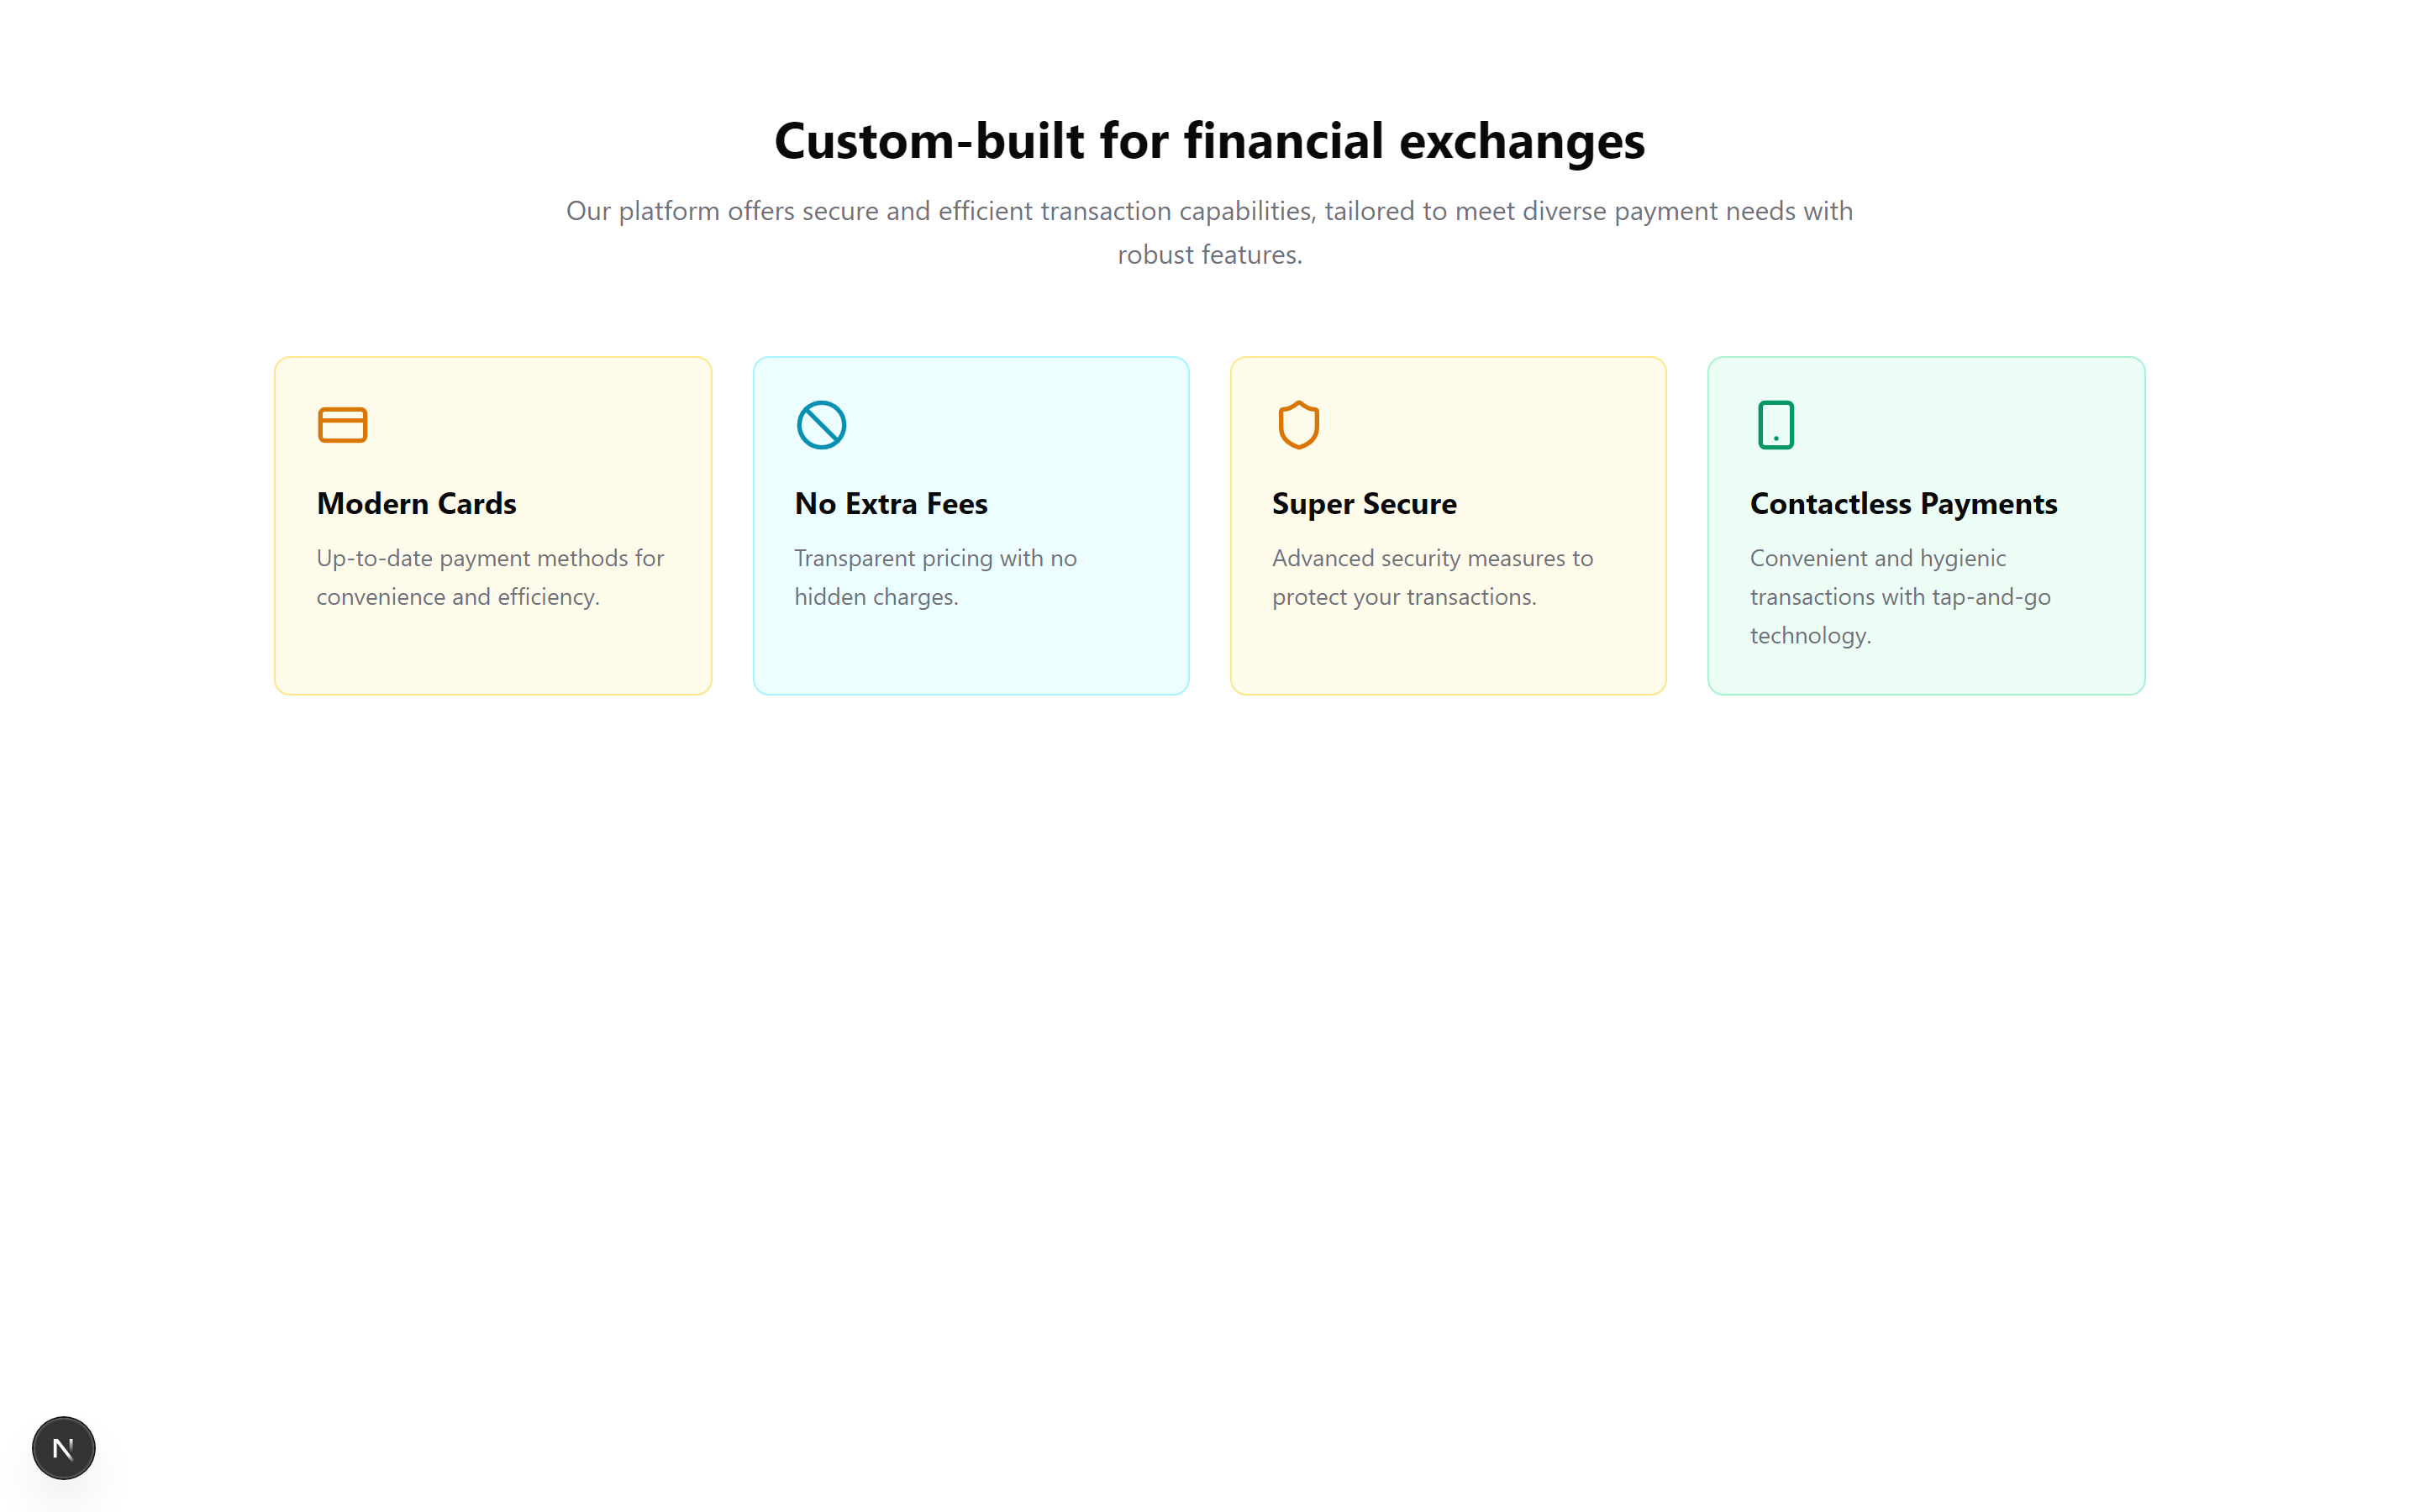 Custom-built for financial exchanges
Our platform offers secure and efficient transaction capabilities, tailored to meet diverse payment needs with
robust features.
Modern Cards
Up-to-date payment methods for
convenience and efficiency.
No Extra Fees
Transparent pricing with no
hidden charges.
Super Secure
Advanced security measures to
protect your transactions.
Contactless Payments
Convenient and hygienic
transactions with tap-and-go
technology.
N